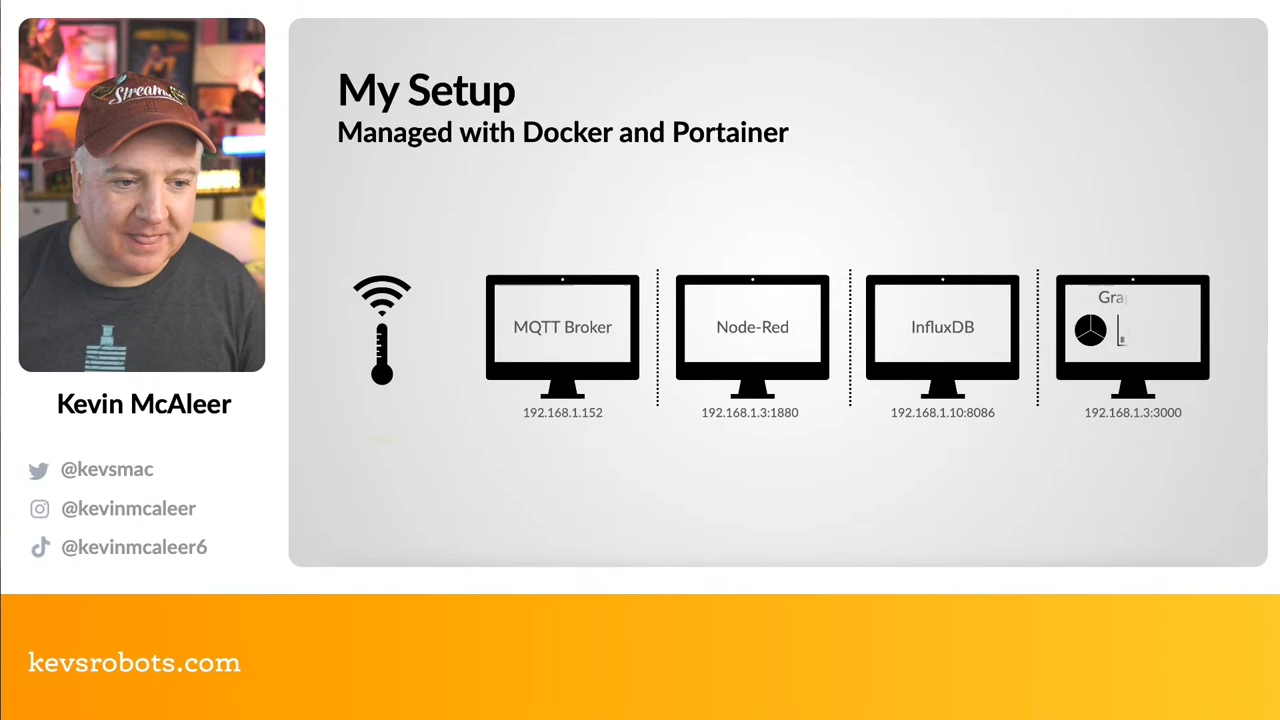 Stream
Kevin McAleer
@kevsmac
@kevinmcaleer
@kevinmcaleer6
My Setup
Managed with Docker and Portainer
MQTT Broker
Node-Red
InfluxDB
Gra
192.168.1.152
192.168.1.3:1880
192.168.1.10:8086
192.168.1.3:3000
kevsrobots.com